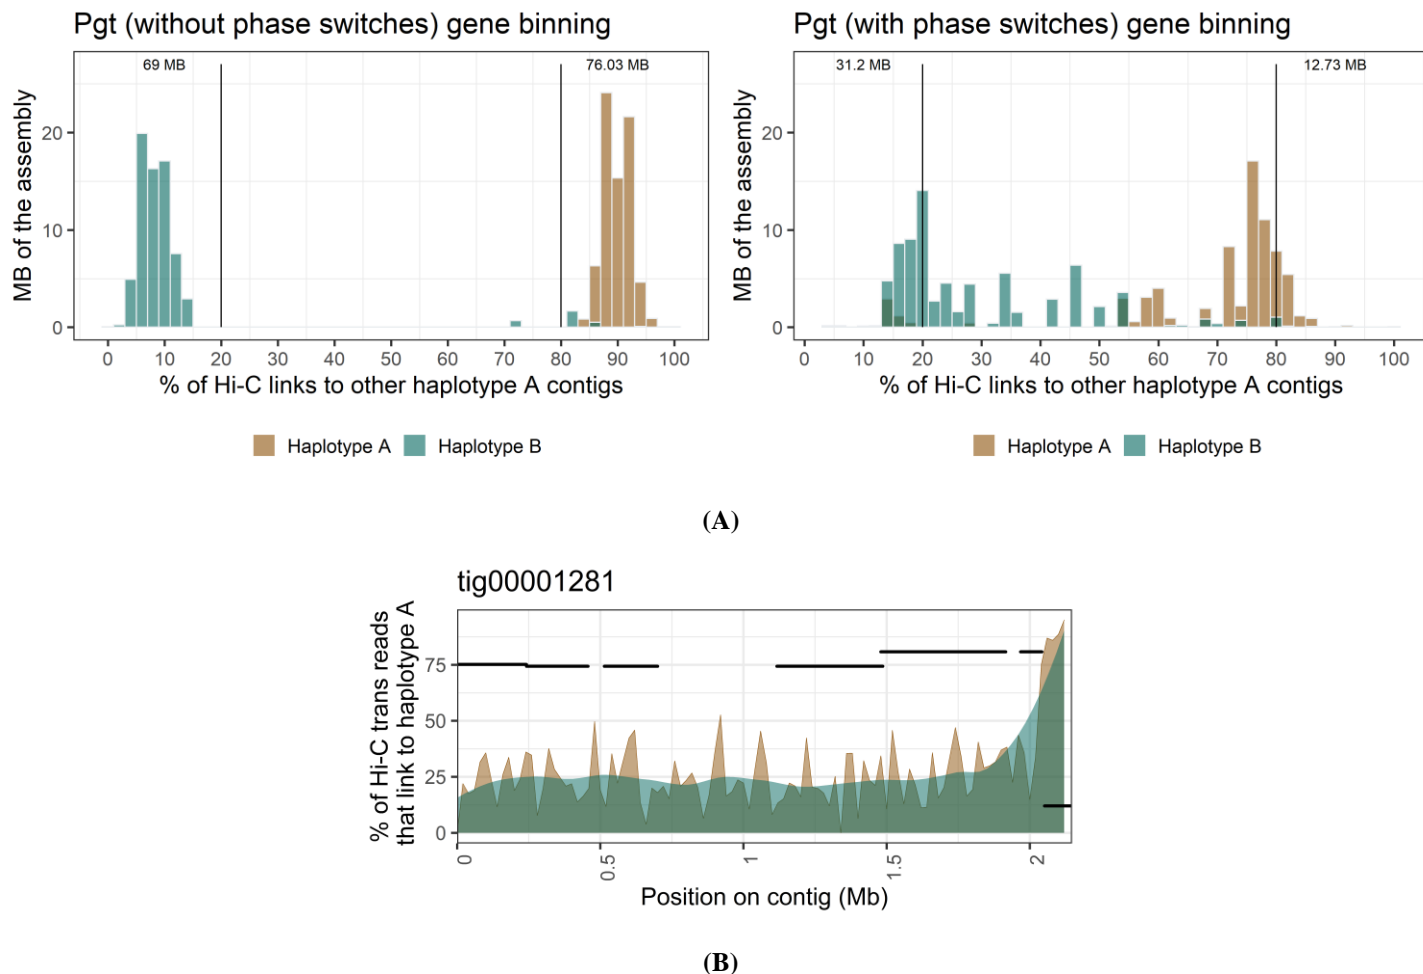 Pgt (without phase switches) gene binning
69 MB
76.03 MB
MB of the assembly
20
10
0
0 10 20 30 40 50 60 70 80 90 100
% of Hi-C links to other haplotype A contigs
Haplotype A Haplotype B
Pgt (with phase switches) gene binning
31.2 MB
12.73 MB
MB of the assembly
20
10
0
0 10 20 30 40 50 60 70 80 90 100
% of Hi-C links to other haplotype A contigs
Haplotype A Haplotype B
(A)
tig00001281
% of Hi-C trans reads
that link to haplotype A
75
50
25
0
0 0.5 1 1.5 2
Position on contig (Mb)
(B)